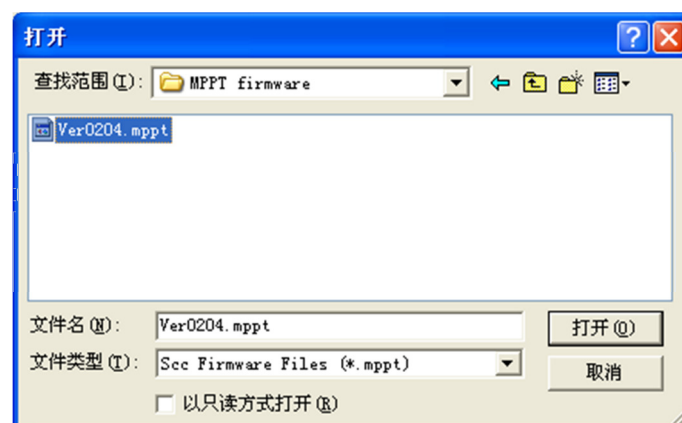 打开
查找范围(I): MPPT firmware
Ver0204.mppt
文件名(N): Ver0204.mppt 打开(O)
文件类型(T): Scc Firmware Files (*.mppt) 取消
以只读方式打开(R)